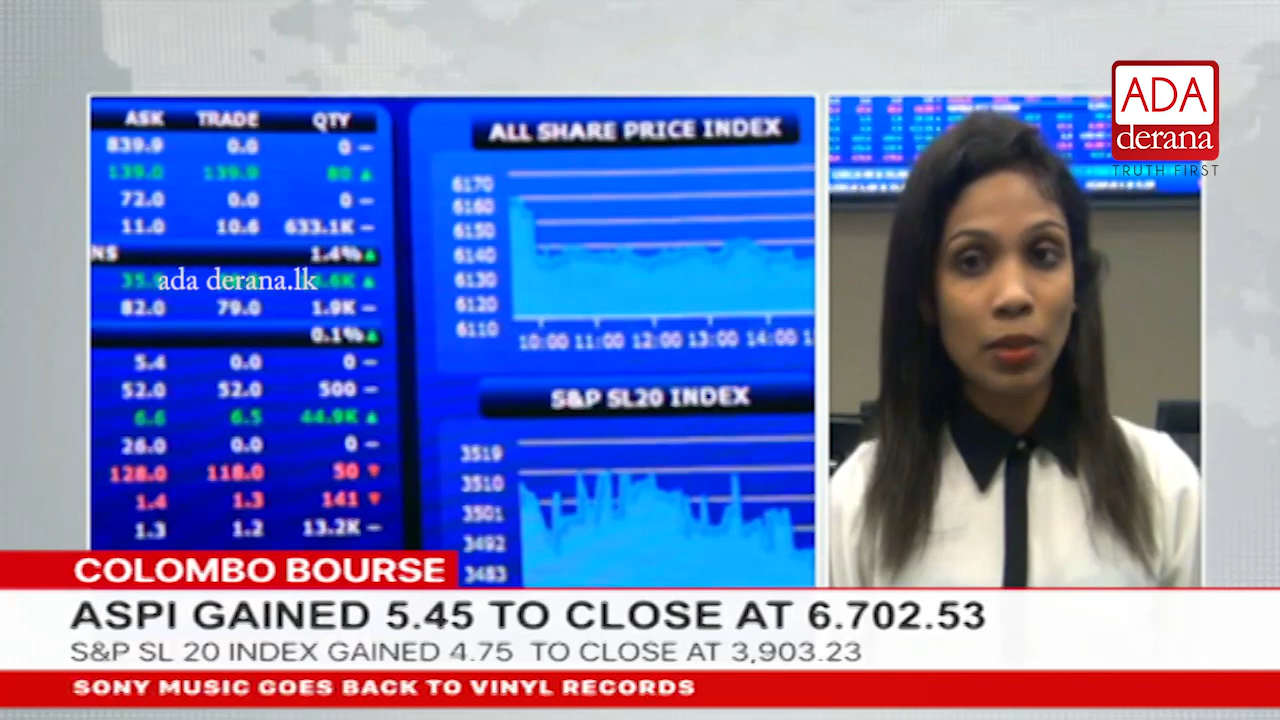 ADA
derana
TRUTH FIRST
ASK TRADE QTY
839.9 0.0 0 –
139.0 139.9 80 ▲
72.0 0.0 0 –
11.0 10.6 633.1K –
NS 1.4% ▲
ada derana.lk
82.0 79.0 1.9K –
0.1% ▲
5.4 0.0 0 –
52.0 52.0 500 –
6.6 6.5 44.9K ▲
26.0 0.0 0 –
128.0 118.0 50 ▼
1.4 1.3 141 ▼
1.3 1.2 13.2K –
ALL SHARE PRICE INDEX
6170
6160
6150
6140
6130
6120
6110
10:00 11:00 12:00 13:00 14:00 1
S&P SL20 INDEX
3519
3510
3501
3492
3483
COLOMBO BOURSE
ASPI GAINED 5.45 TO CLOSE AT 6.702.53
S&P SL 20 INDEX GAINED 4.75 TO CLOSE AT 3,903.23
SONY MUSIC GOES BACK TO VINYL RECORDS